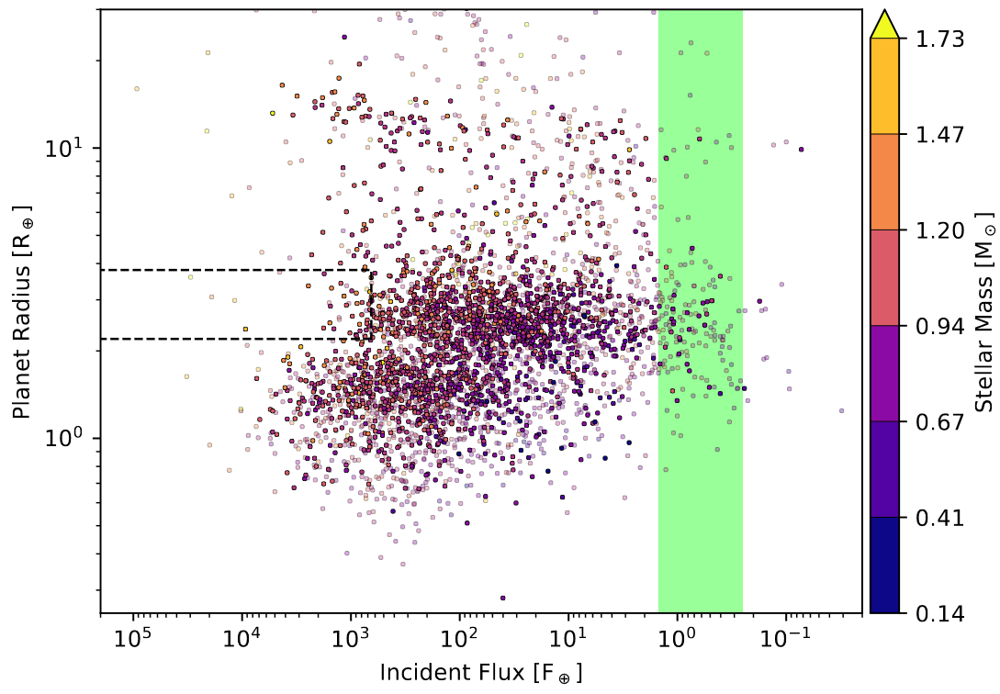 Planet Radius [R⊕]
10¹
10⁰
10⁵ 10⁴ 10³ 10² 10¹ 10⁰ 10⁻¹
Incident Flux [F⊕]
1.73
1.47
1.20
0.94
0.67
0.41
0.14
Stellar Mass [M⊙]